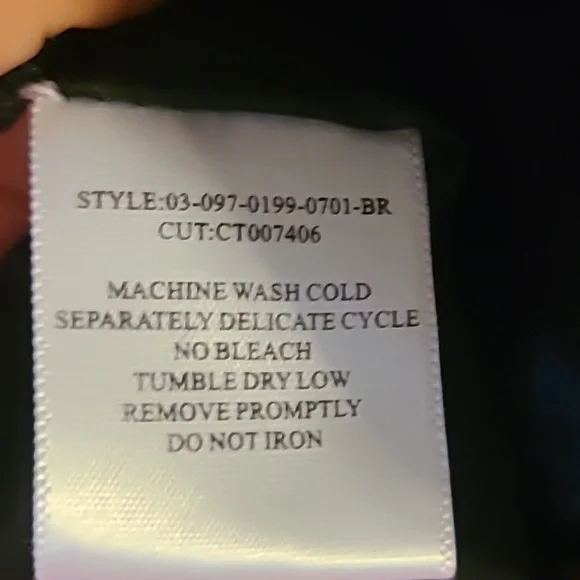 STYLE:03-097-0199-0701-BR
CUT:CT007406
MACHINE WASH COLD
SEPARATELY DELICATE CYCLE
NO BLEACH
TUMBLE DRY LOW
REMOVE PROMPTLY
DO NOT IRON